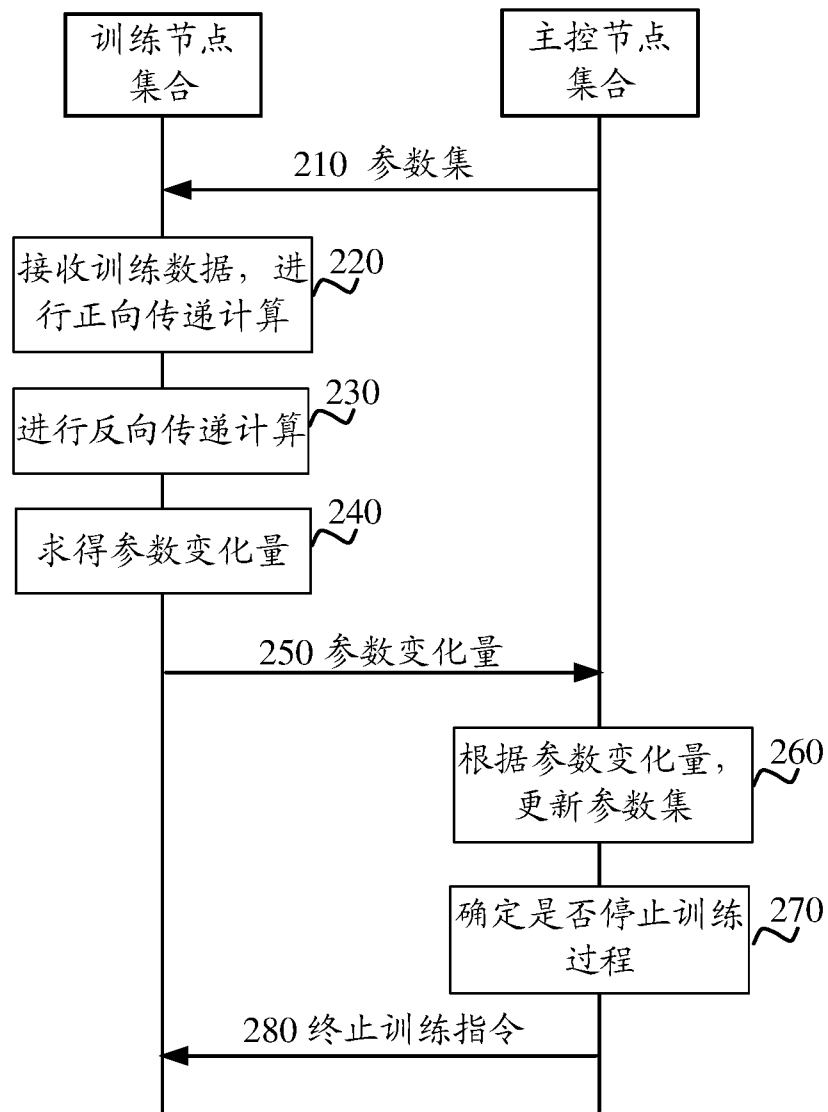 训练节点
集合
主控节点
集合
210 参数集
接收训练数据，进
行正向传递计算
220
进行反向传递计算
230
求得参数变化量
240
250 参数变化量
根据参数变化量，
更新参数集
260
确定是否停止训练
过程
270
280 终止训练指令